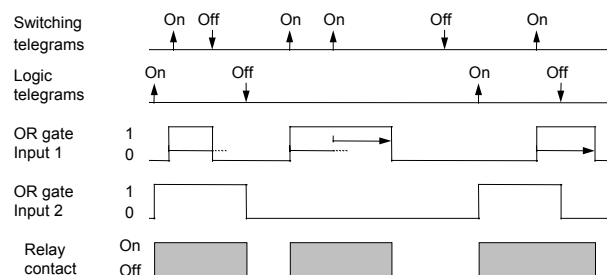 Switching telegrams On Off On On Off On
Logic telegrams On Off On Off
OR gate Input 1 1 0
OR gate Input 2 1 0
Relay contact On Off